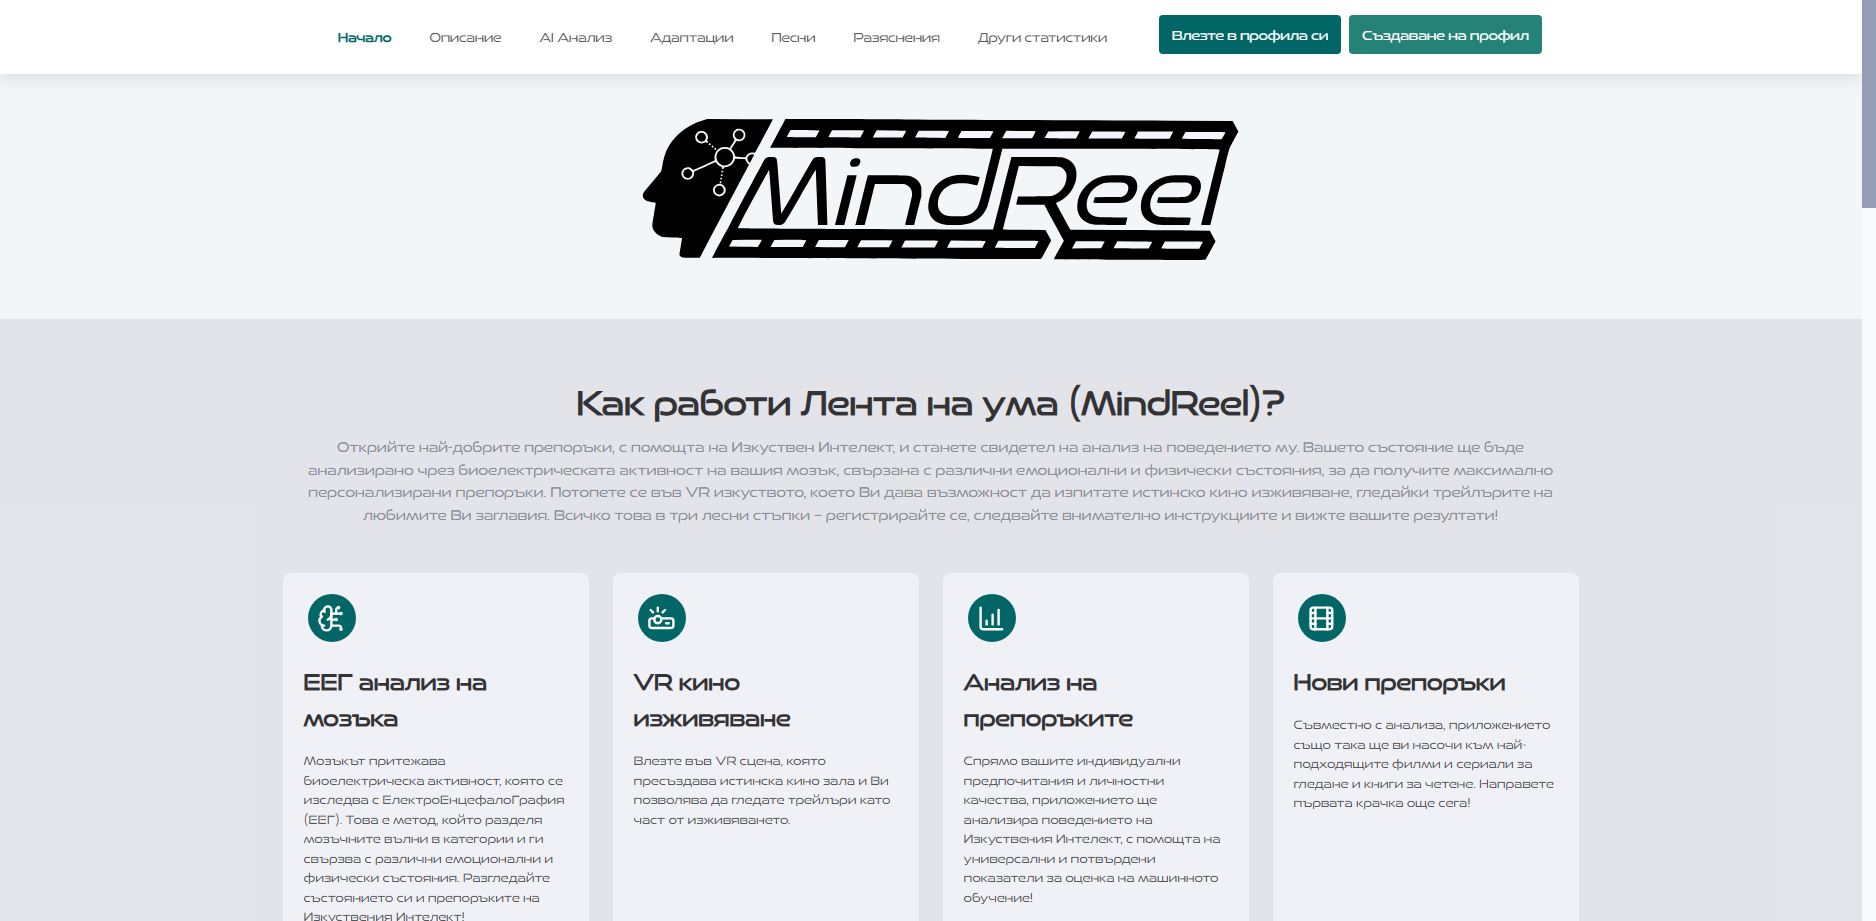 Начало Описание AI Анализ Адаптации Песни Разяснения Други статистики Влезте в профила си Създаване на профил
MindReel
Как работи Лента на ума (MindReel)?
Открийте най-добрите препоръки, с помощта на Изкуствен Интелект, и станете свидетел на анализ на поведението му. Вашето състояние ще бъде
анализирано чрез биоелектрическата активност на вашия мозък, свързана с различни емоционални и физически състояния, за да получите максимално
персонализирани препоръки. Потопете се във VR изкуството, което Ви дава възможност да изпитате истинско кино изживяване, гледайки трейлърите на
любимите Ви заглавия. Всичко това в три лесни стъпки – регистрирайте се, следвайте внимателно инструкциите и вижте вашите резултати!
ЕЕГ анализ на
мозъка
Мозъкът притежава
биоелектрическа активност, която се
изследва с ЕлектроЕнцефалоГрафия
(ЕЕГ). Това е метод, който разделя
мозъчните вълни в категории и ги
свързва с различни емоционални и
физически състояния. Разгледайте
състоянието си и препоръките на
Изкуствения Интелект!
VR кино
изживяване
Влезте във VR сцена, която
пресъздава истинска кино зала и Ви
позволява да гледате трейлъри като
част от изживяването.
Анализ на
препоръките
Спрямо вашите индивидуални
предпочитания и личностни
качества, приложението ще
анализира поведението на
Изкуствения Интелект, с помощта на
универсални и потвърдени
показатели за оценка на машинното
обучение!
Нови препоръки
Съвместно с анализа, приложението
също така ще ви насочи към най-
подходящите филми и сериали за
гледане и книги за четене. Направете
първата крачка още сега!